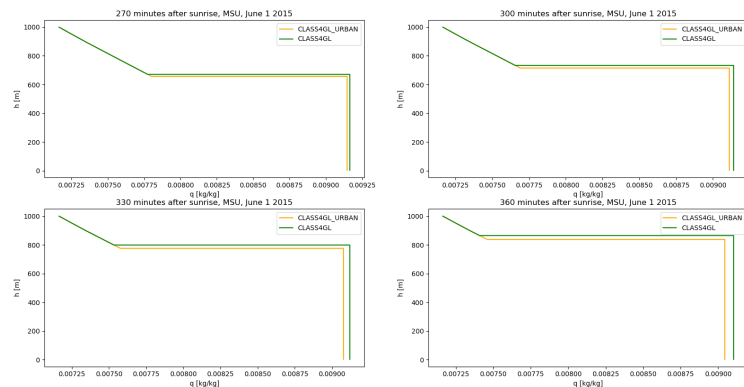 270 minutes after sunrise, MSU, June 1 2015
1000
800
600
400
200
0
h [m]
CLASS4GL_URBAN
CLASS4GL
0.00725 0.00750 0.00775 0.00800 0.00825 0.00850 0.00875 0.00900 0.00925
q [kg/kg]
300 minutes after sunrise, MSU, June 1 2015
1000
800
600
400
200
0
h [m]
CLASS4GL_URBAN
CLASS4GL
0.00725 0.00750 0.00775 0.00800 0.00825 0.00850 0.00875 0.00900
q [kg/kg]
330 minutes after sunrise, MSU, June 1 2015
1000
800
600
400
200
0
h [m]
CLASS4GL_URBAN
CLASS4GL
0.00725 0.00750 0.00775 0.00800 0.00825 0.00850 0.00875 0.00900
q [kg/kg]
360 minutes after sunrise, MSU, June 1 2015
1000
800
600
400
200
0
h [m]
CLASS4GL_URBAN
CLASS4GL
0.00725 0.00750 0.00775 0.00800 0.00825 0.00850 0.00875 0.00900
q [kg/kg]